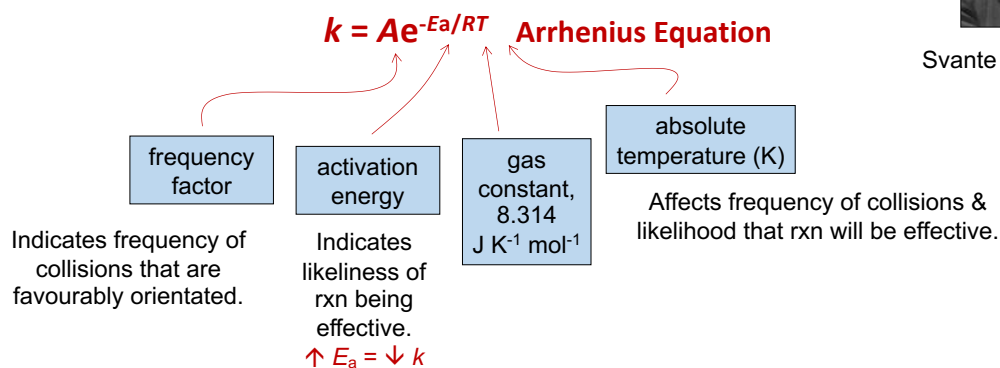 k = Ae^-Ea/RT Arrhenius Equation
Svante
frequency
factor
Indicates frequency of
collisions that are
favourably orientated.
activation
energy
Indicates
likeliness of
rxn being
effective.
↑ Ea = ↓ k
gas
constant,
8.314
J K^-1 mol^-1
absolute
temperature (K)
Affects frequency of collisions &
likelihood that rxn will be effective.